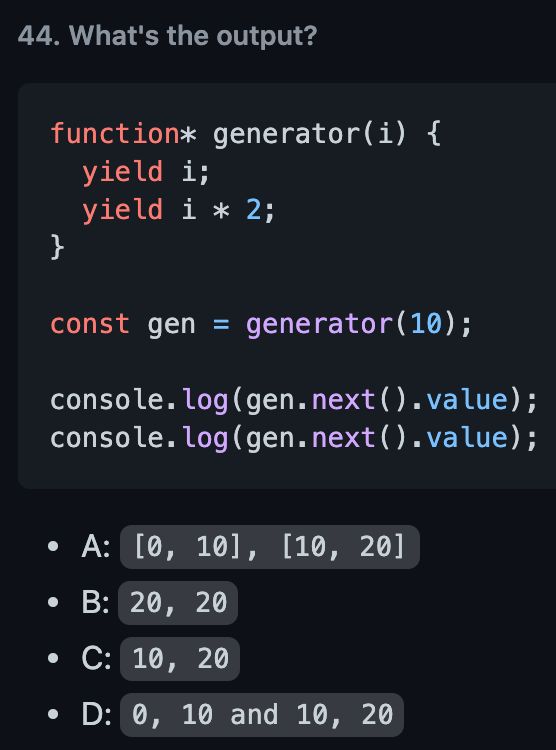 44. What's the output?
function* generator(i) {
  yield i;
  yield i * 2;
}
const gen = generator(10);
console.log(gen.next().value);
console.log(gen.next().value);
• A: [0, 10], [10, 20]
• B: 20, 20
• C: 10, 20
• D: 0, 10 and 10, 20